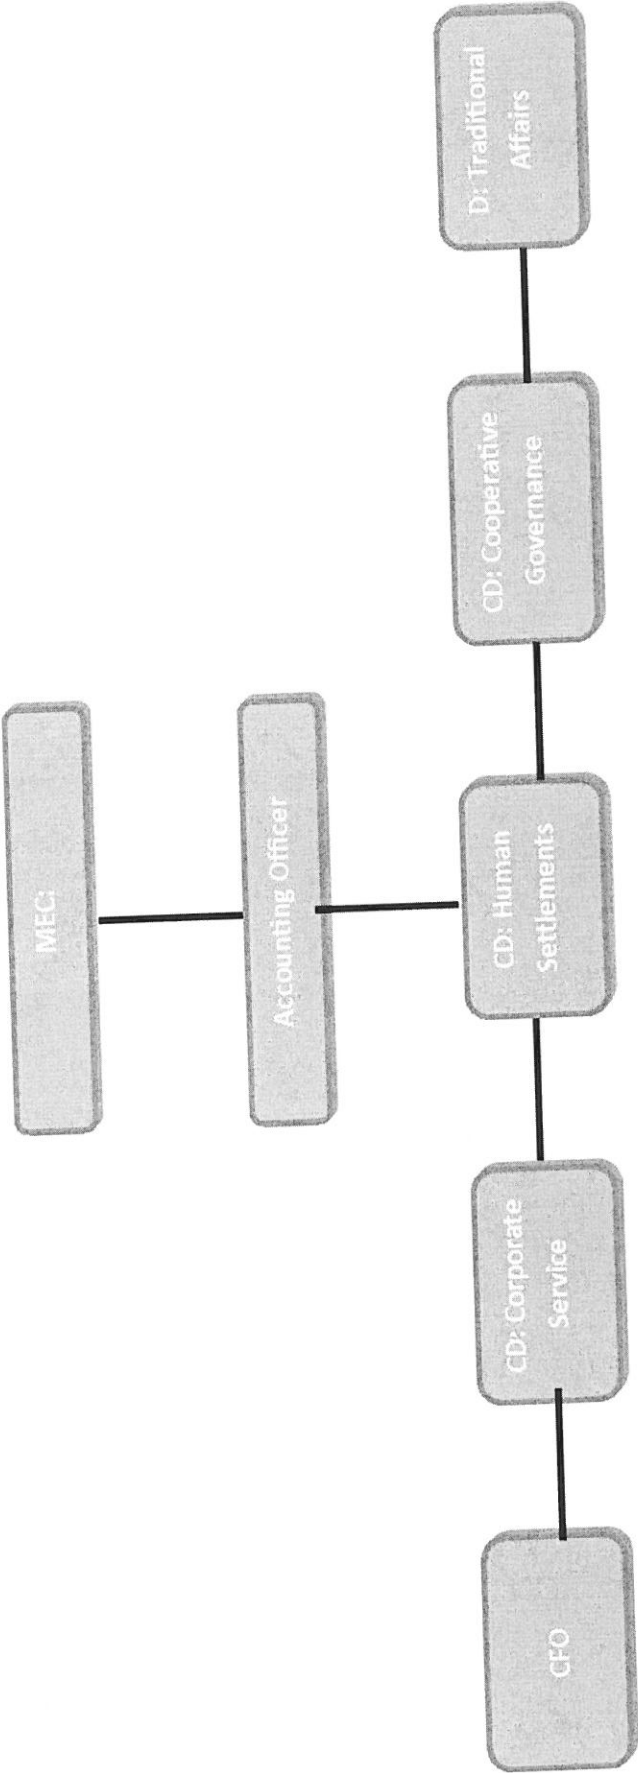 MEC:
Accounting Officer
CFO
CD: Corporate
Service
CD: Human
Settlements
CD: Cooperative
Governance
D: Traditional
Affairs